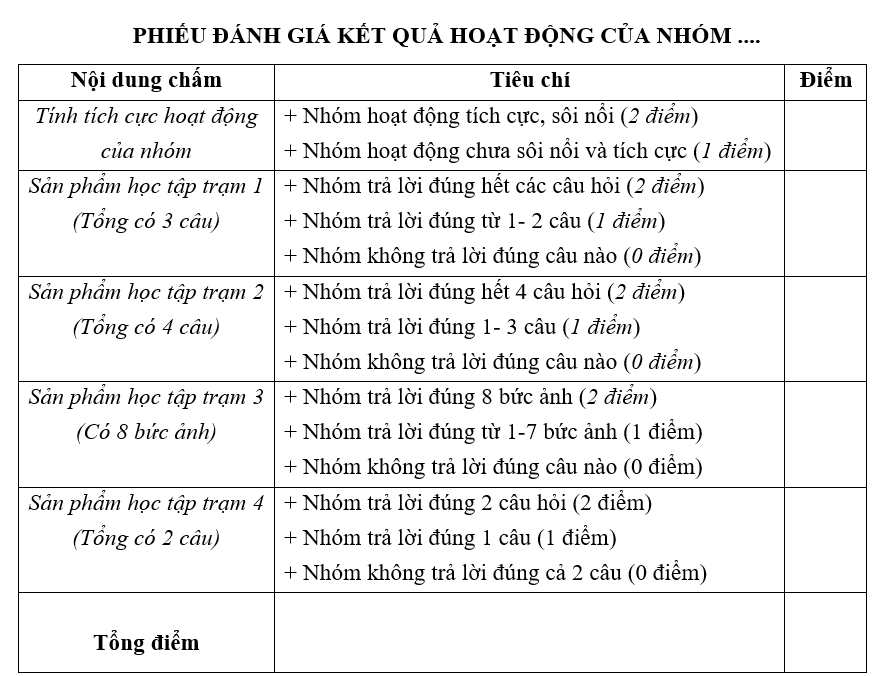 PHIẾU ĐÁNH GIÁ KẾT QUẢ HOẠT ĐỘNG CỦA NHÓM ....
Nội dung chấm
Tiêu chí
Điểm
Tính tích cực hoạt động
của nhóm
+ Nhóm hoạt động tích cực, sôi nổi (2 điểm)
+ Nhóm hoạt động chưa sôi nổi và tích cực (1 điểm)
Sản phẩm học tập trạm 1
(Tổng có 3 câu)
+ Nhóm trả lời đúng hết các câu hỏi (2 điểm)
+ Nhóm trả lời đúng từ 1- 2 câu (1 điểm)
+ Nhóm không trả lời đúng câu nào (0 điểm)
Sản phẩm học tập trạm 2
(Tổng có 4 câu)
+ Nhóm trả lời đúng hết 4 câu hỏi (2 điểm)
+ Nhóm trả lời đúng 1- 3 câu (1 điểm)
+ Nhóm không trả lời đúng câu nào (0 điểm)
Sản phẩm học tập trạm 3
(Có 8 bức ảnh)
+ Nhóm trả lời đúng 8 bức ảnh (2 điểm)
+ Nhóm trả lời đúng từ 1-7 bức ảnh (1 điểm)
+ Nhóm không trả lời đúng câu nào (0 điểm)
Sản phẩm học tập trạm 4
(Tổng có 2 câu)
+ Nhóm trả lời đúng 2 câu hỏi (2 điểm)
+ Nhóm trả lời đúng 1 câu (1 điểm)
+ Nhóm không trả lời đúng cả 2 câu (0 điểm)
Tổng điểm